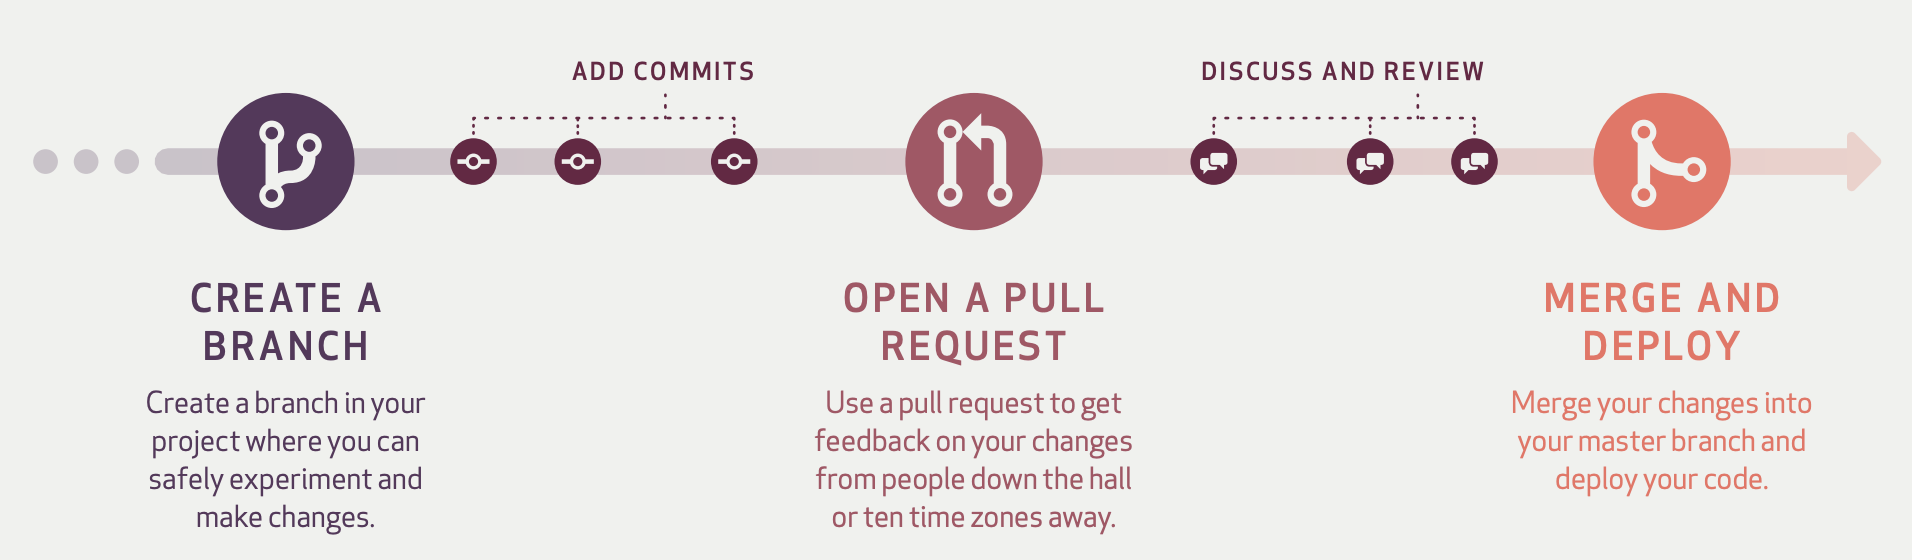 ADD COMMITS
DISCUSS AND REVIEW
CREATE A
BRANCH
Create a branch in your
project where you can
safely experiment and
make changes.
OPEN A PULL
REQUEST
Use a pull request to get
feedback on your changes
from people down the hall
or ten time zones away.
MERGE AND
DEPLOY
Merge your changes into
your master branch and
deploy your code.